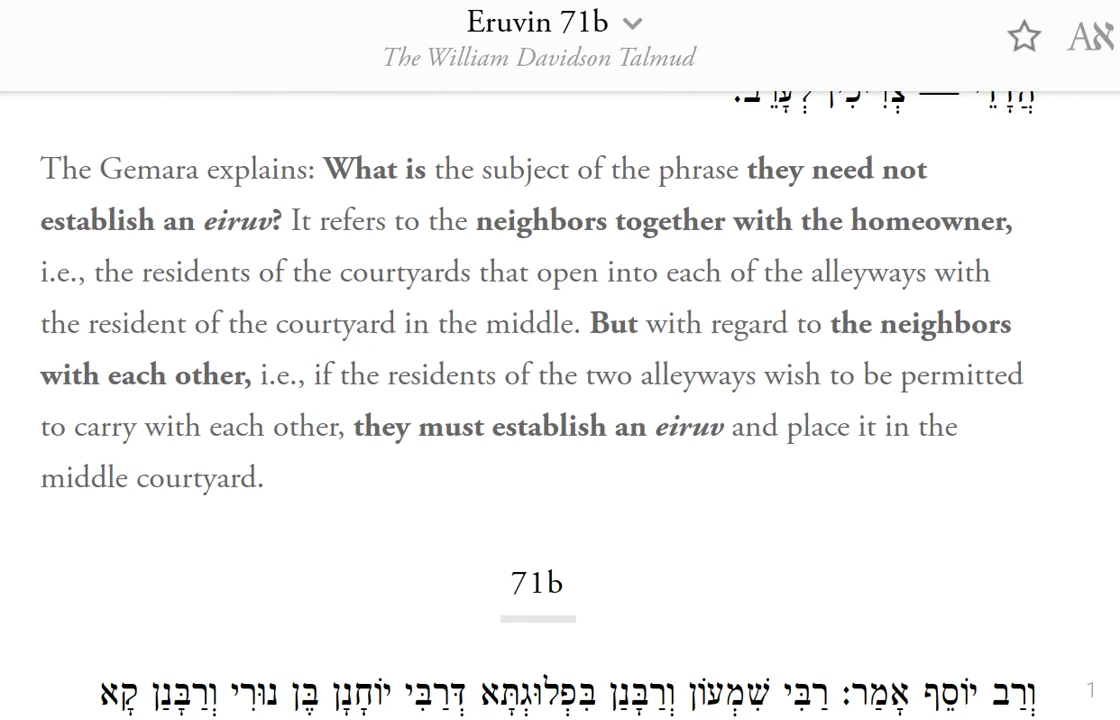 Eruvin 71b
The William Davidson Talmud
AN
הֲדָדֵי — צְרִיכִין לְעָרֵב.
The Gemara explains: What is the subject of the phrase they need not
establish an eiruv? It refers to the neighbors together with the homeowner,
i.e., the residents of the courtyards that open into each of the alleyways with
the resident of the courtyard in the middle. But with regard to the neighbors
with each other, i.e., if the residents of the two alleyways wish to be permitted
to carry with each other, they must establish an eiruv and place it in the
middle courtyard.
71b
וְרַב יוֹסֵף אָמַר: רַבִּי שִׁמְעוֹן וְרַבָּנַן בִּפְלוּגְתָּא דְּרַבִּי יוֹחָנָן בֶּן נוּרִי וְרַבָּנַן קָא
1